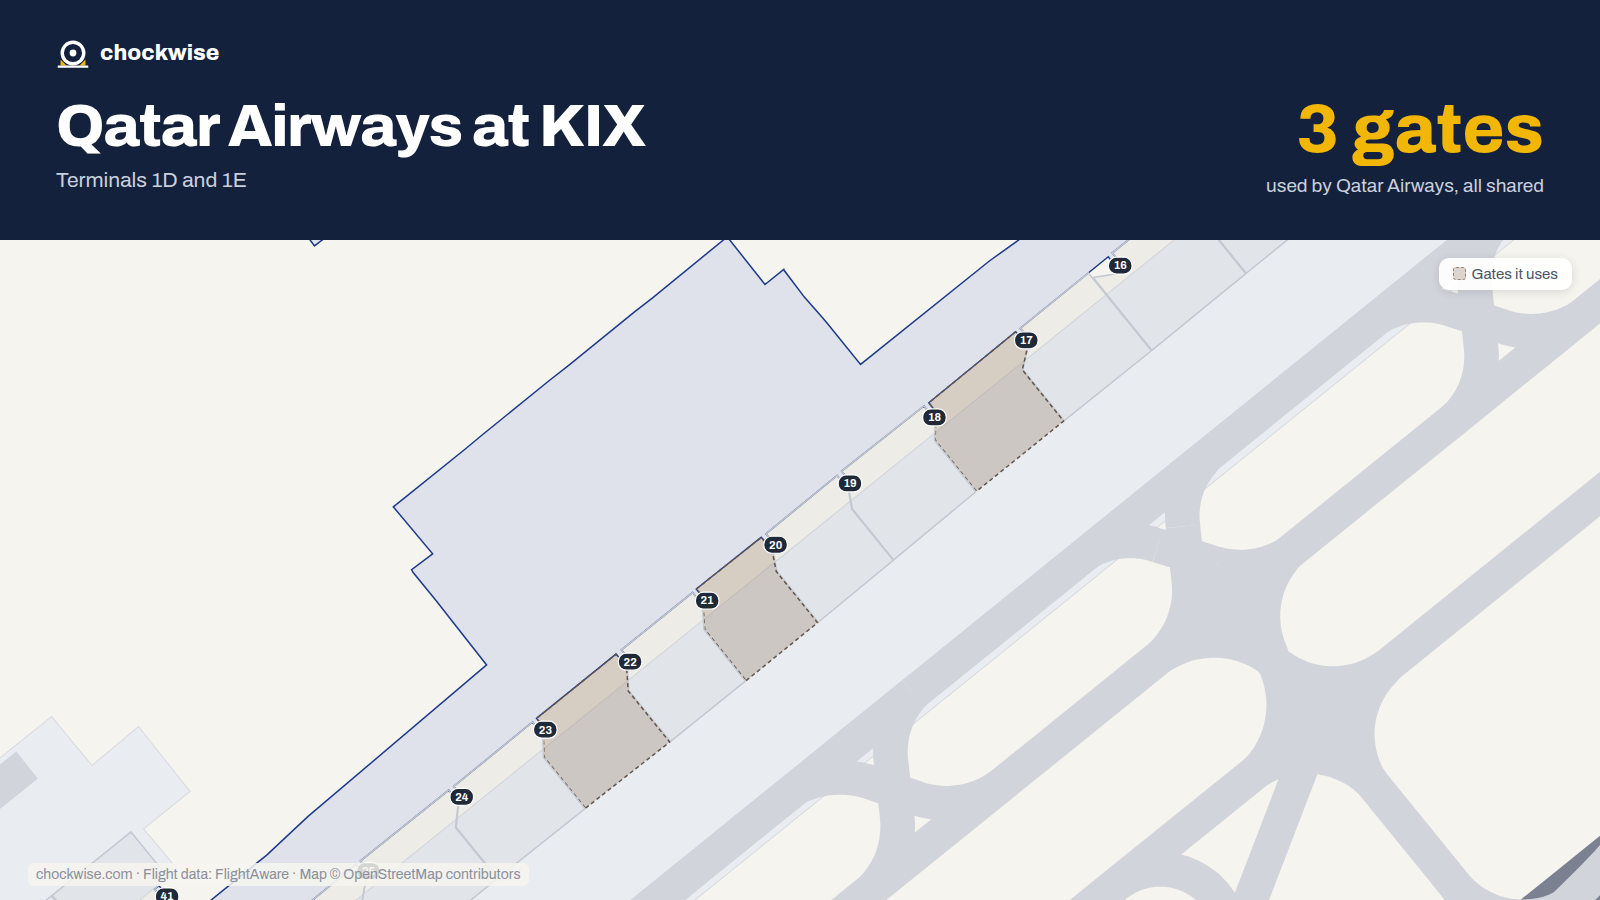 chockwise
Qatar Airways at KIX
Terminals 1D and 1E
3 gates
used by Qatar Airways, all shared
Gates it uses
16
17
18
19
20
21
22
23
24
41
chockwise.com · Flight data: FlightAware · Map © OpenStreetMap contributors